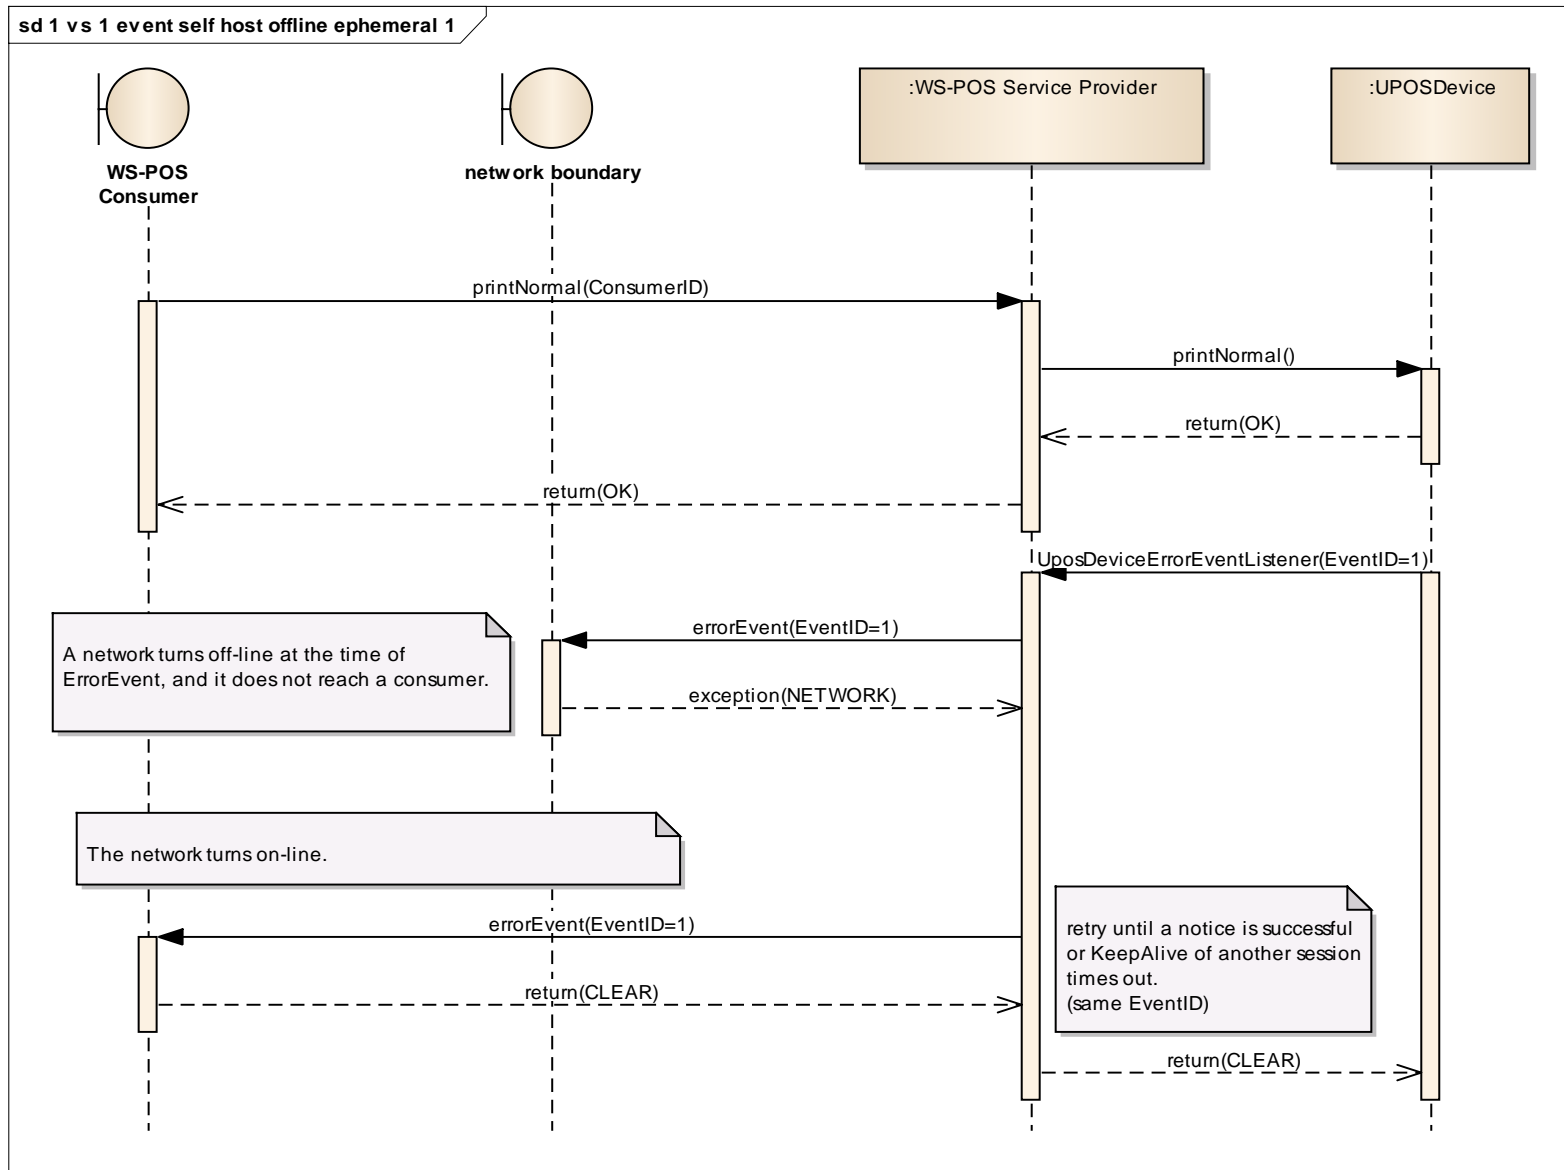 sd 1 vs 1 event self host offline ephemeral 1
:WS-POS Service Provider
:UPOSDevice
WS-POS
Consumer
network boundary
printNormal(ConsumerID)
printNormal()
return(OK)
return(OK)
UposDeviceErrorEventListener(EventID=1)
errorEvent(EventID=1)
A network turns off-line at the time of
ErrorEvent, and it does not reach a consumer.
exception(NETWORK)
The network turns on-line.
errorEvent(EventID=1)
retry until a notice is successful
or KeepAlive of another session
times out.
(same EventID)
return(CLEAR)
return(CLEAR)